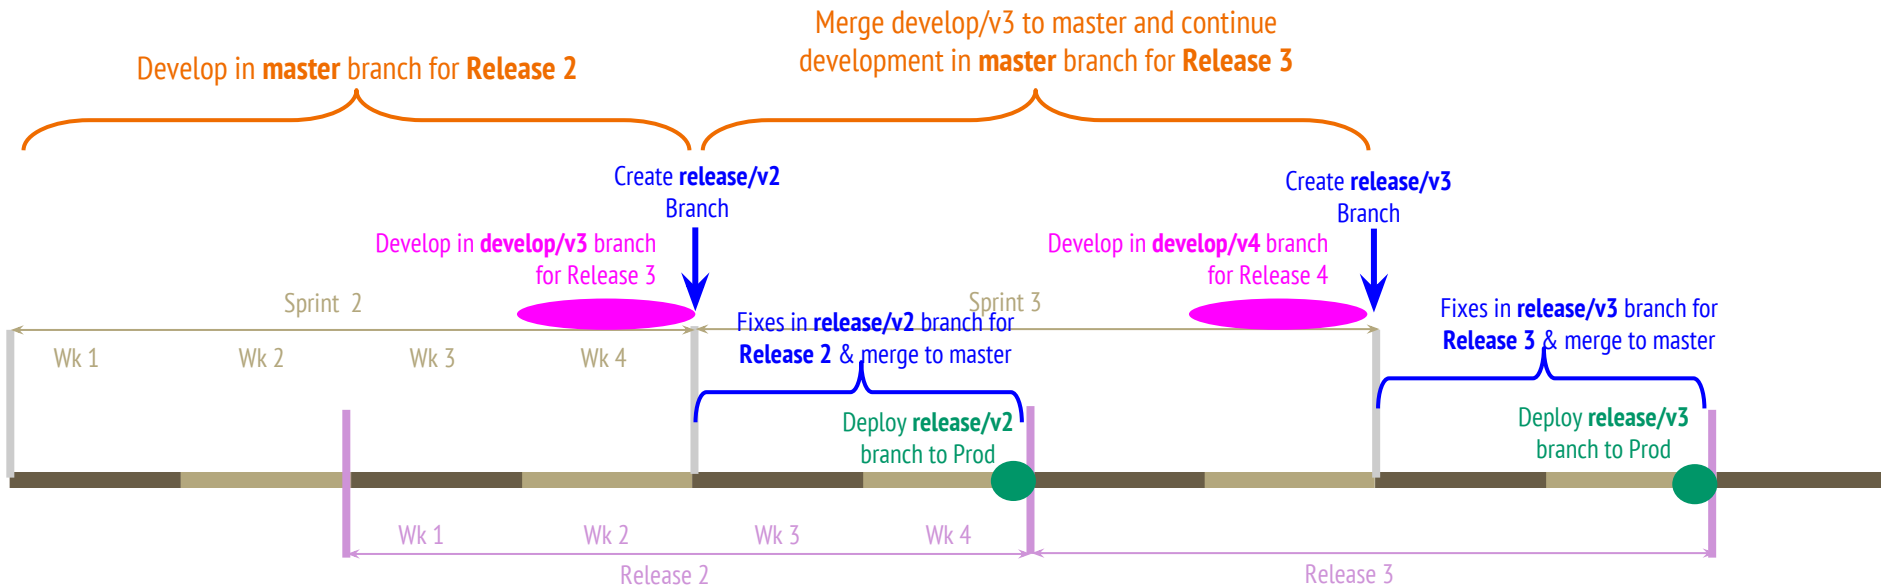 Merge develop/v3 to master and continue
development in master branch for Release 3
Develop in master branch for Release 2
Create release/v2
Branch
Create release/v3
Branch
Develop in develop/v3 branch
for Release 3
Develop in develop/v4 branch
for Release 4
Sprint 2
Sprint 3
Fixes in release/v2 branch for
Release 2 & merge to master
Fixes in release/v3 branch for
Release 3 & merge to master
Wk 1
Wk 2
Wk 3
Wk 4
Deploy release/v2
branch to Prod
Deploy release/v3
branch to Prod
Wk 1
Wk 2
Wk 3
Wk 4
Release 2
Release 3